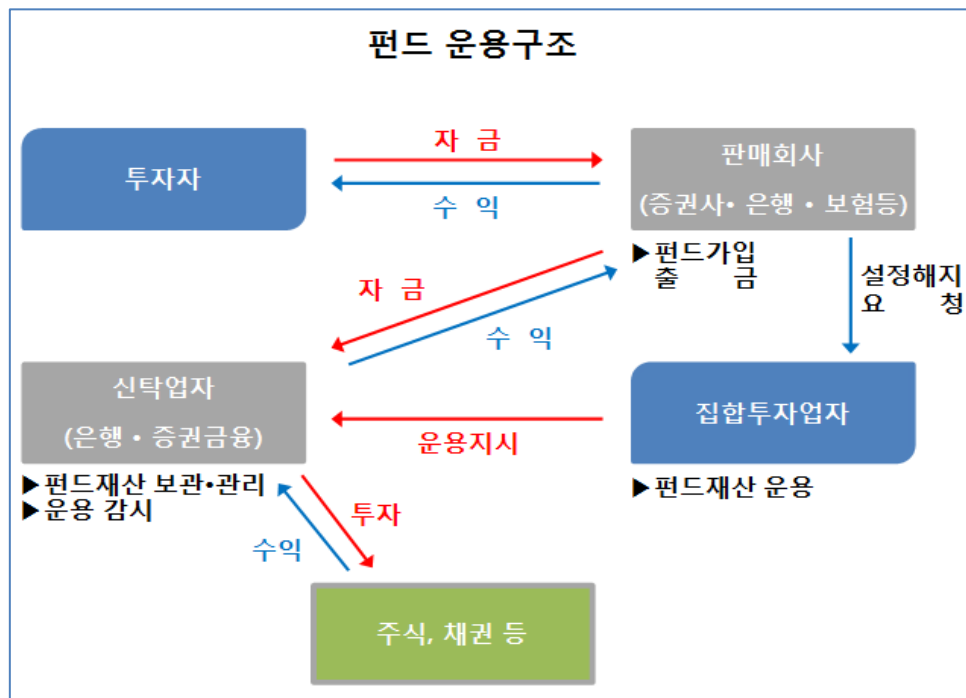 펀드 운용구조
투자자
자 금
수 익
판매회사
(증권사• 은행 • 보험등)
▶펀드가입
출 금
설정해지
요 청
자 금
수 익
신탁업자
(은행 • 증권금융)
▶펀드재산 보관•관리
▶운용 감시
운용지시
집합투자업자
▶펀드재산 운용
투자
수익
주식, 채권 등